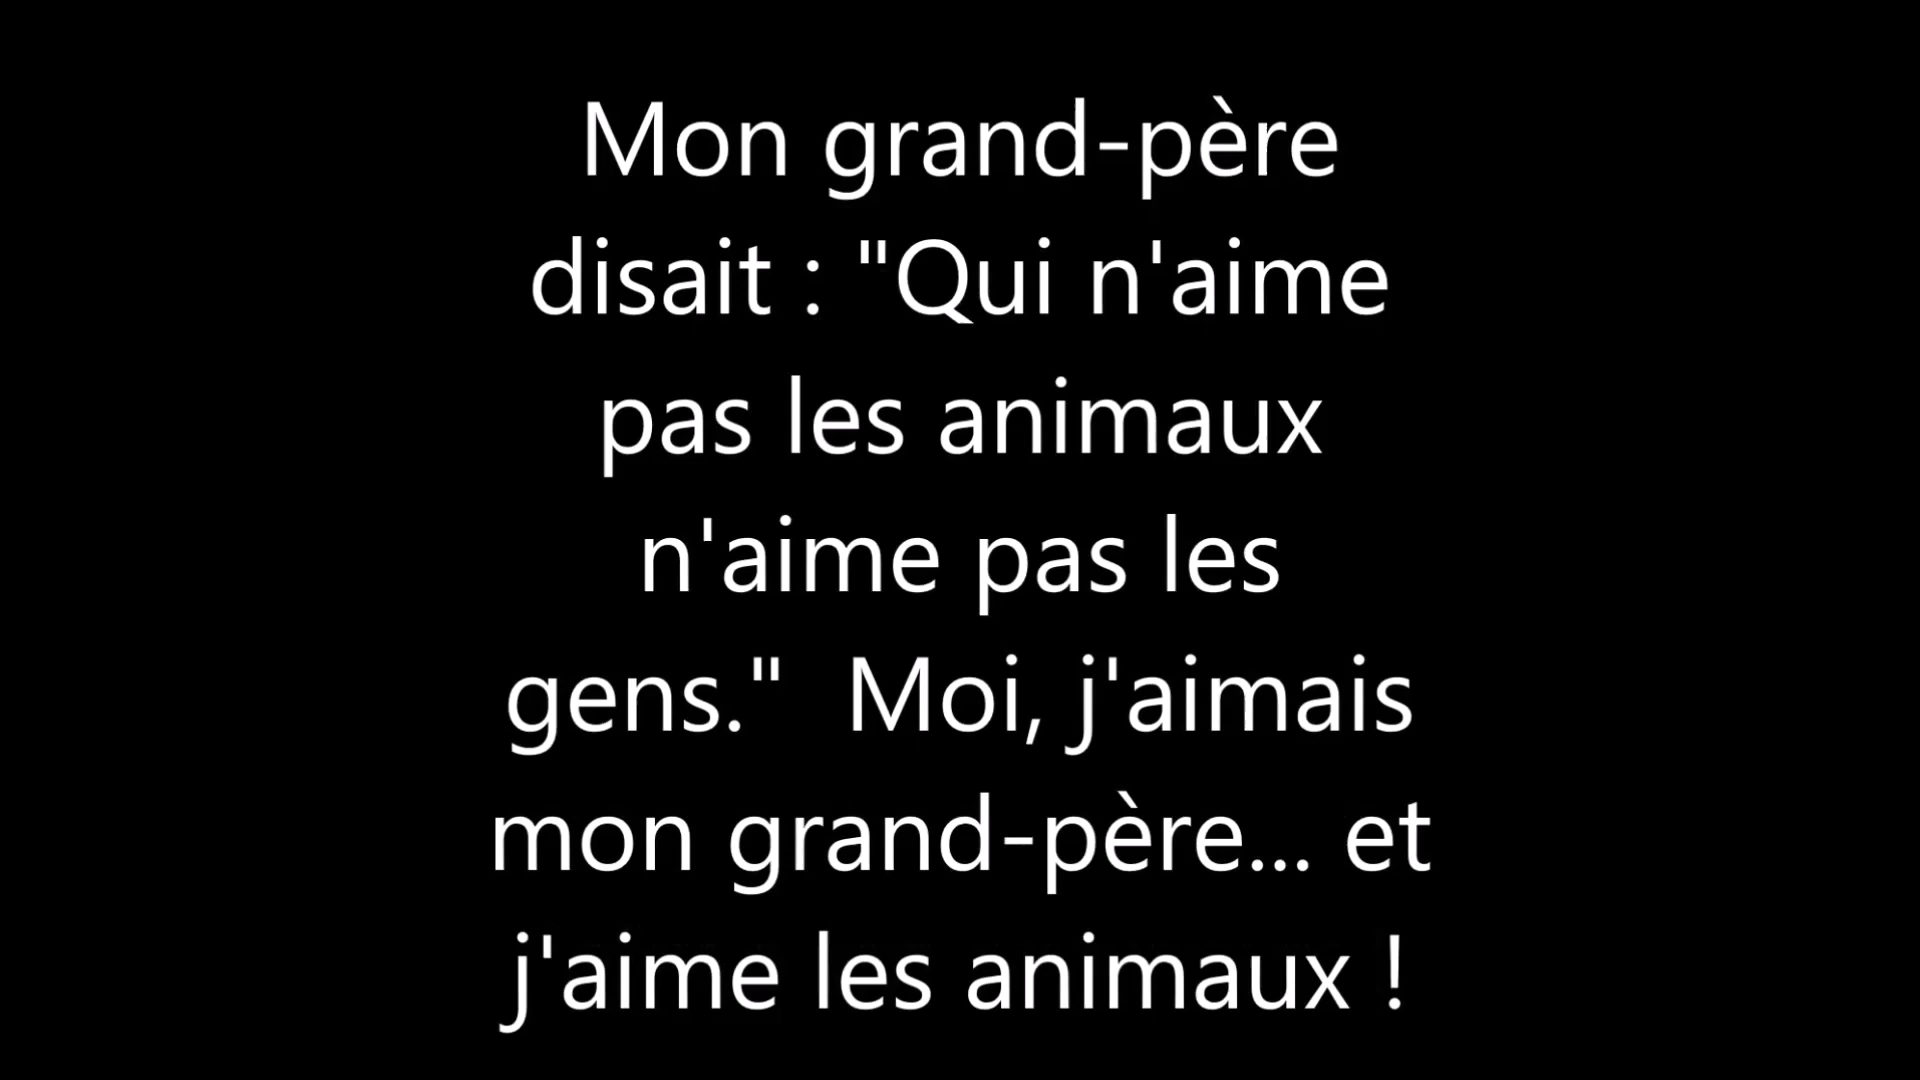 Mon grand-père
disait : "Qui n'aime
pas les animaux
n'aime pas les
gens."  Moi, j'aimais
mon grand-père... et
j'aime les animaux !